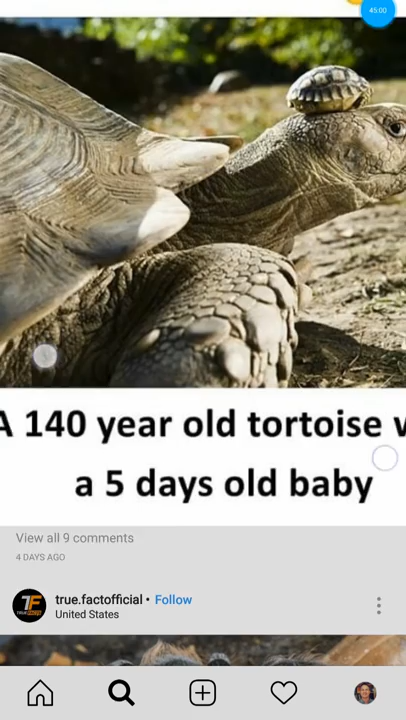 45:00
A 140 year old tortoise
a 5 days old baby
View all 9 comments
4 DAYS AGO
TF
true.factofficial • Follow
United States